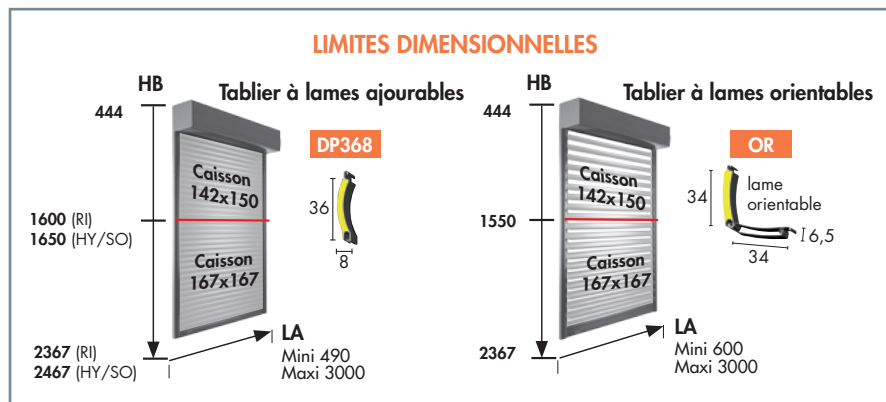 LIMITES DIMENSIONNELLES
HB
Tablier à lames ajourables
444
DP368
Caisson
142x150
36
8
1600 (RI)
1650 (HY/SO)
Caisson
167x167
LA
Mini 490
Maxi 3000
2367 (RI)
2467 (HY/SO)
HB
Tablier à lames orientables
444
OR
Caisson
142x150
34
lame
orientable
6,5
34
1550
Caisson
167x167
LA
Mini 600
Maxi 3000
2367